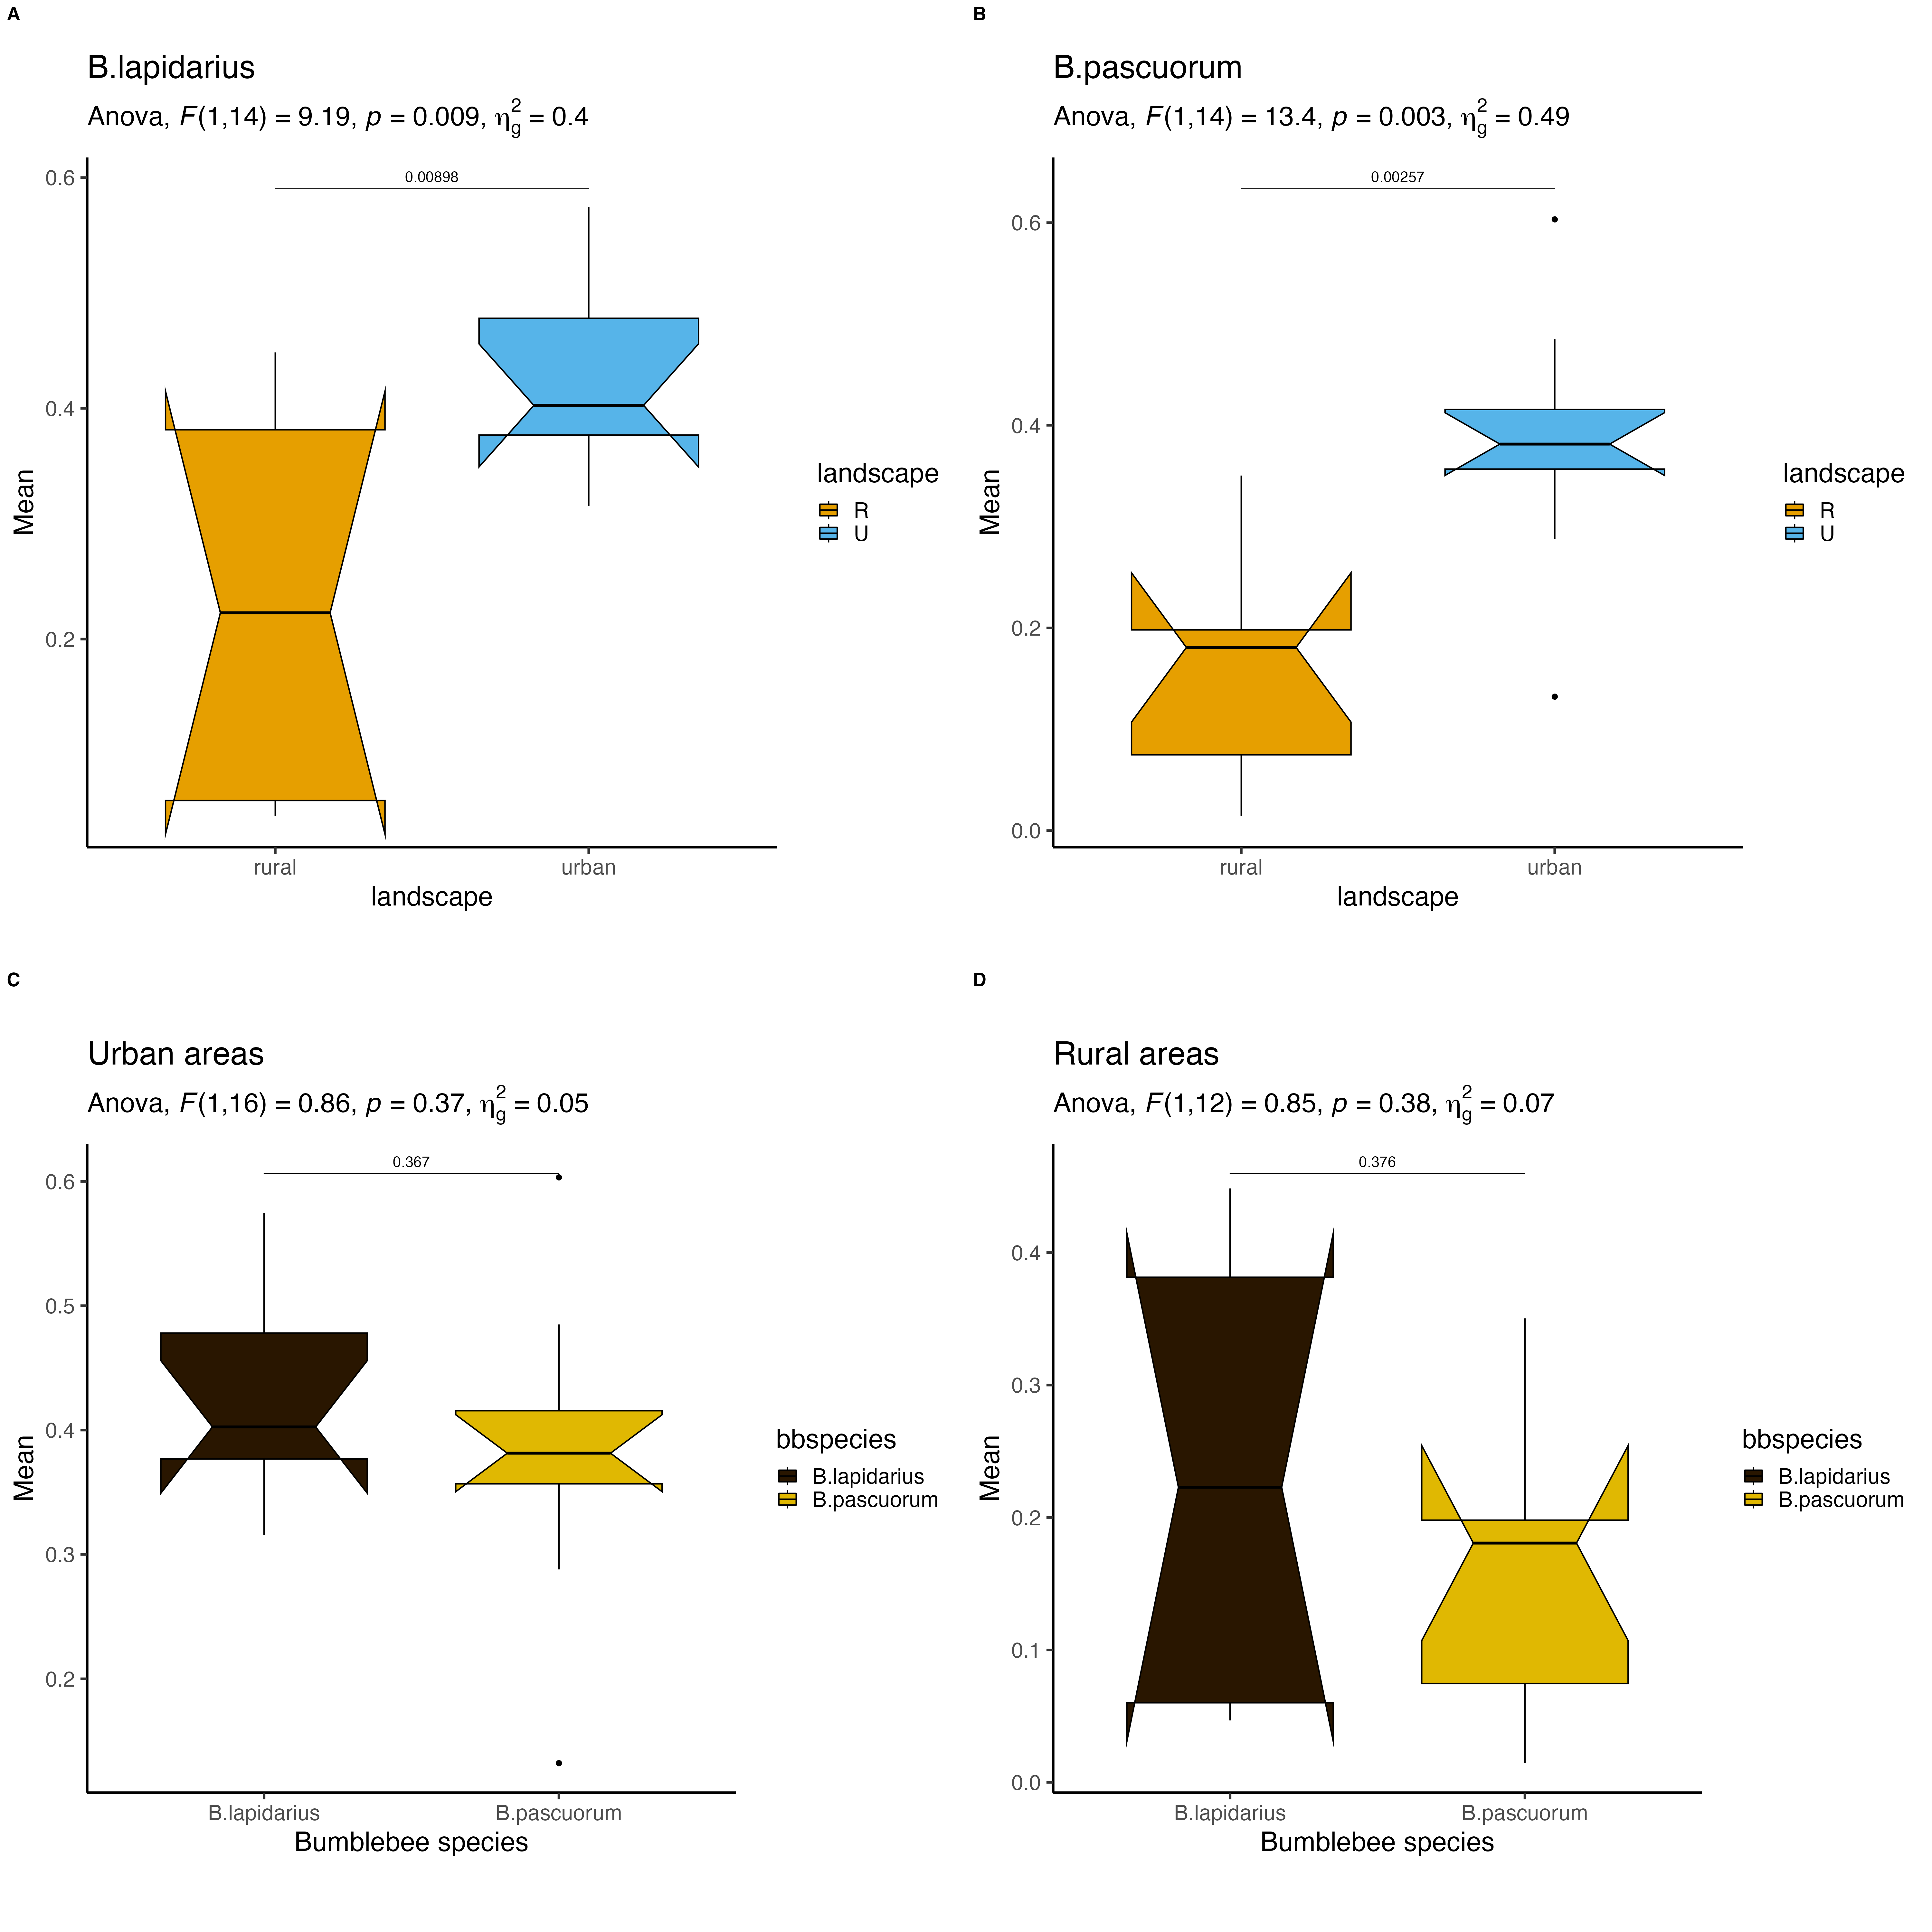 A
B.lapidarius
Anova, F(1,14) = 9.19, p = 0.009, η²g = 0.4
0.00898
0.6
0.4
0.2
Mean
rural urban
landscape
landscape
R
U
B
B.pascuorum
Anova, F(1,14) = 13.4, p = 0.003, η²g = 0.49
0.00257
0.6
0.4
0.2
0.0
Mean
rural urban
landscape
landscape
R
U
C
Urban areas
Anova, F(1,16) = 0.86, p = 0.37, η²g = 0.05
0.367
0.6
0.5
0.4
0.3
0.2
Mean
B.lapidarius B.pascuorum
Bumblebee species
bbspecies
B.lapidarius
B.pascuorum
D
Rural areas
Anova, F(1,12) = 0.85, p = 0.38, η²g = 0.07
0.376
0.4
0.3
0.2
0.1
0.0
Mean
B.lapidarius B.pascuorum
Bumblebee species
bbspecies
B.lapidarius
B.pascuorum